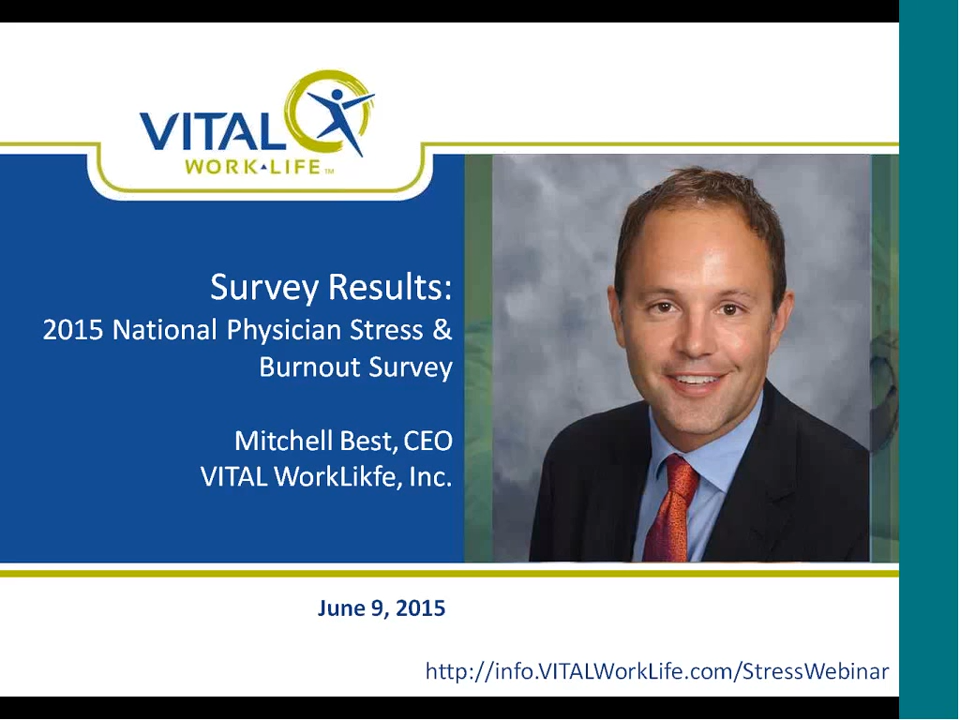 VITAL
WORK LIFE™
Survey Results:
2015 National Physician Stress &
Burnout Survey
Mitchell Best, CEO
VITAL WorkLikfe, Inc.
June 9, 2015
http://info.VITALWorkLife.com/StressWebinar